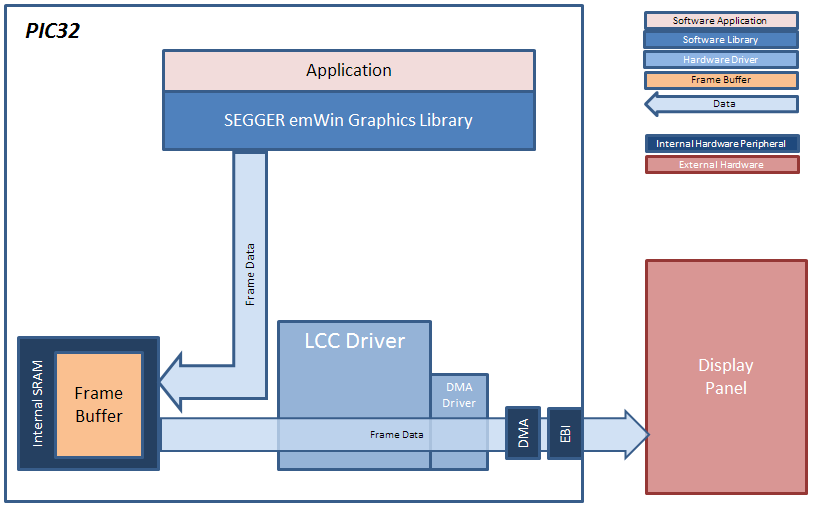 PIC32
Application
SEGGER emWin Graphics Library
Frame Data
LCC Driver
DMA
Driver
Internal SRAM
Frame
Buffer
Frame Data
DMA
EBI
Software Application
Software Library
Hardware Driver
Frame Buffer
Data
Internal Hardware Peripheral
External Hardware
Display
Panel